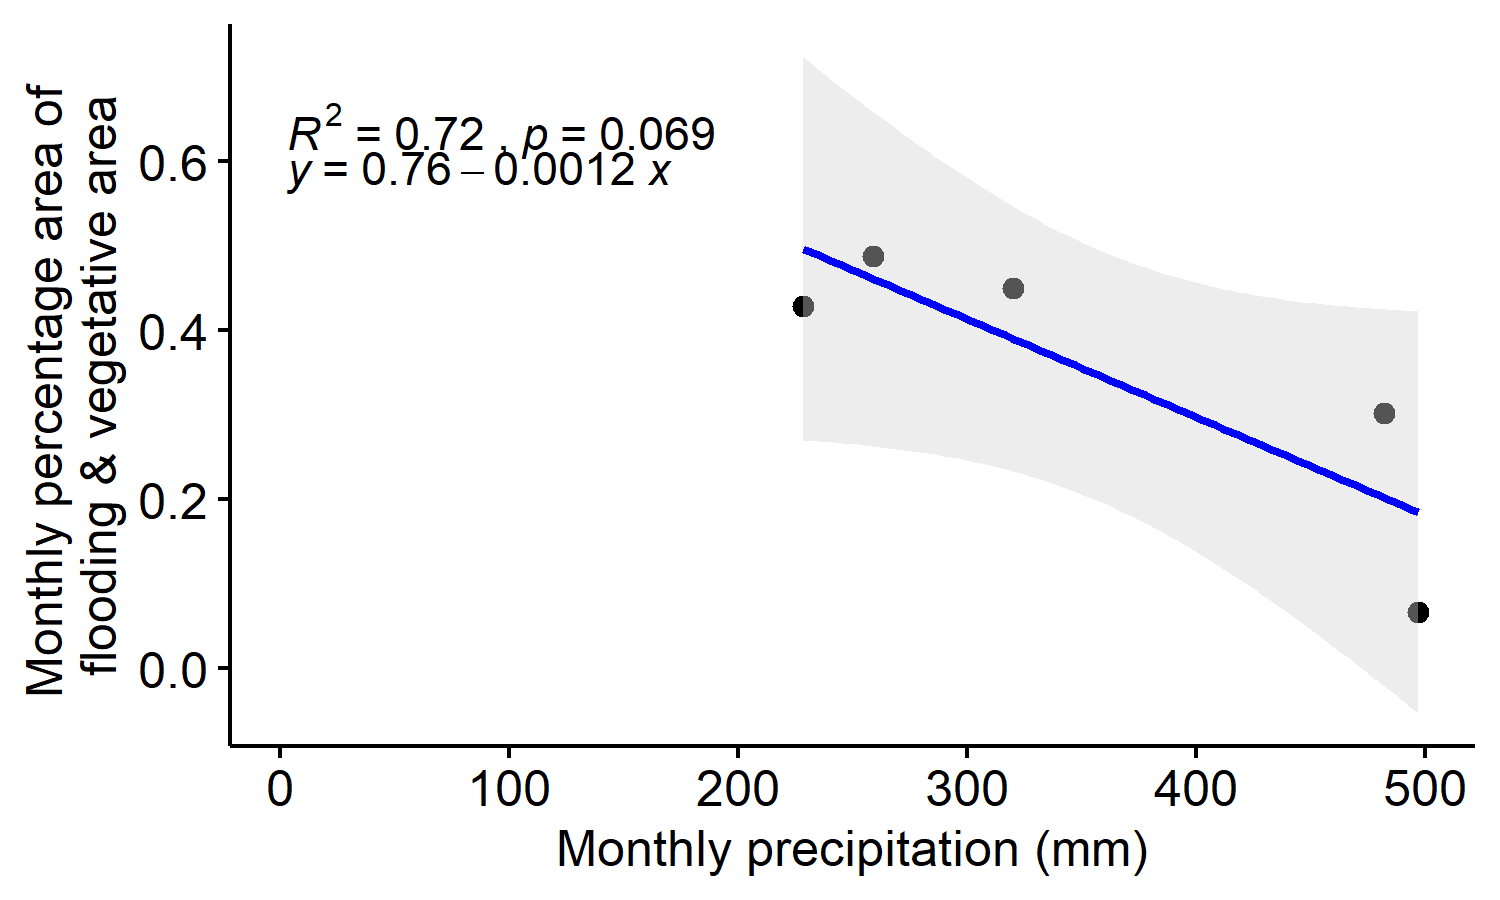 Monthly percentage area of
flooding & vegetative area
R² = 0.72 , p = 0.069
y = 0.76 – 0.0012 x
0.6
0.4
0.2
0.0
0 100 200 300 400 500
Monthly precipitation (mm)